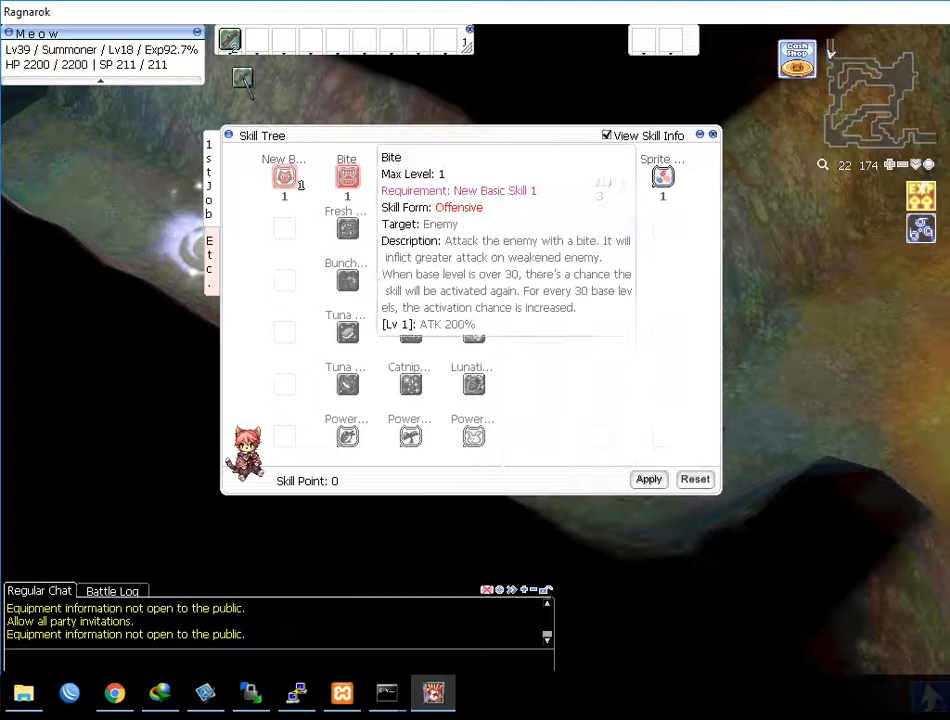 Ragnarok
Meow
Lv39 / Summoner / Lv18 / Exp92.7%
HP 2200 / 2200 | SP 211 / 211
1
Cash
Shop
22 174
Skill Tree
View Skill Info
1
s
t
J
o
b
E
t
c
.
New B...
Bite
Sprite ...
1
1
1
3
1
Fresh ...
Bunch...
Tuna ...
Tuna ...
Catnip...
Lunati...
Power...
Power...
Power...
Bite
Max Level: 1
Requirement: New Basic Skill 1
Skill Form: Offensive
Target: Enemy
Description: Attack the enemy with a bite. It will
inflict greater attack on weakened enemy.
When base level is over 30, there's a chance the
skill will be activated again. For every 30 base lev
els, the activation chance is increased.
[Lv 1]: ATK 200%
Skill Point: 0
Apply
Reset
Regular Chat
Battle Log
Equipment information not open to the public.
Allow all party invitations.
Equipment information not open to the public.